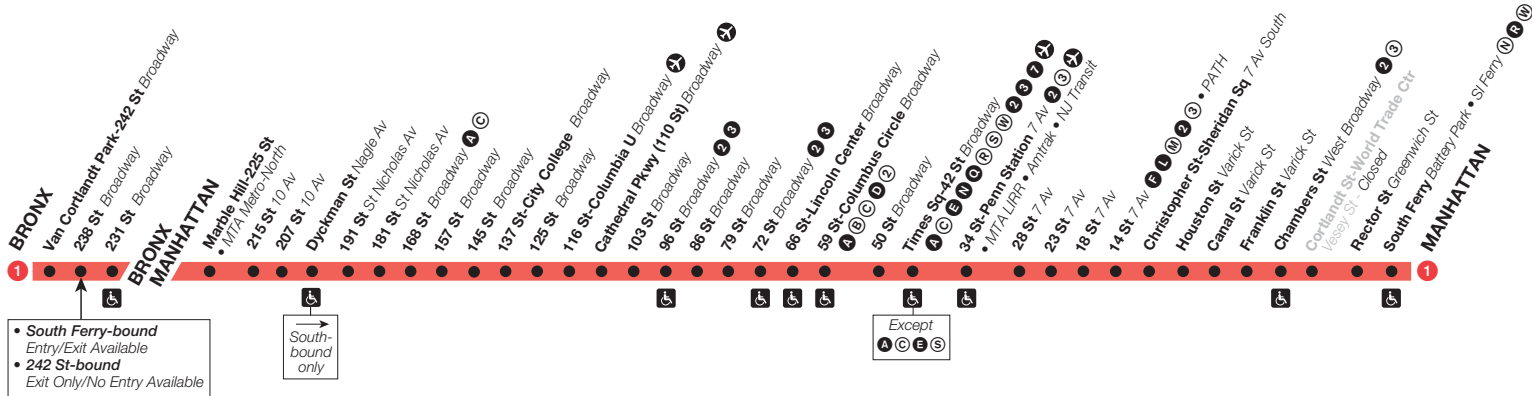 BRONX
1
Van Cortlandt Park-242 St Broadway
238 St Broadway
231 St Broadway
BRONX
MANHATTAN
Marble Hill-225 St
• MTA Metro-North
215 St 10 Av
207 St 10 Av
Dyckman St Nagle Av
191 St St Nicholas Av
181 St St Nicholas Av
168 St Broadway A C
157 St Broadway
145 St Broadway
137 St-City College Broadway
125 St Broadway
116 St-Columbia U Broadway
Cathedral Pkwy (110 St) Broadway
103 St Broadway
96 St Broadway 2 3
86 St Broadway
79 St Broadway
72 St Broadway 2 3
66 St-Lincoln Center Broadway
59 St-Columbus Circle Broadway
A B C D 2
50 St Broadway
Times Sq-42 St Broadway
A C E N Q R S W 2 3 7
34 St-Penn Station 7 Av 2 3
• MTA LIRR • Amtrak • NJ Transit
28 St 7 Av
23 St 7 Av
18 St 7 Av
14 St 7 Av F L M 2 3 • PATH
Christopher St-Sheridan Sq 7 Av South
Houston St Varick St
Canal St Varick St
Franklin St Varick St
Chambers St West Broadway 2 3
Cortlandt St-World Trade Ctr
Vesey St - Closed
Rector St Greenwich St
South Ferry Battery Park • SI Ferry N R W
MANHATTAN
1
• South Ferry-bound
Entry/Exit Available
• 242 St-bound
Exit Only/No Entry Available
South-
bound
only
Except
A C E S